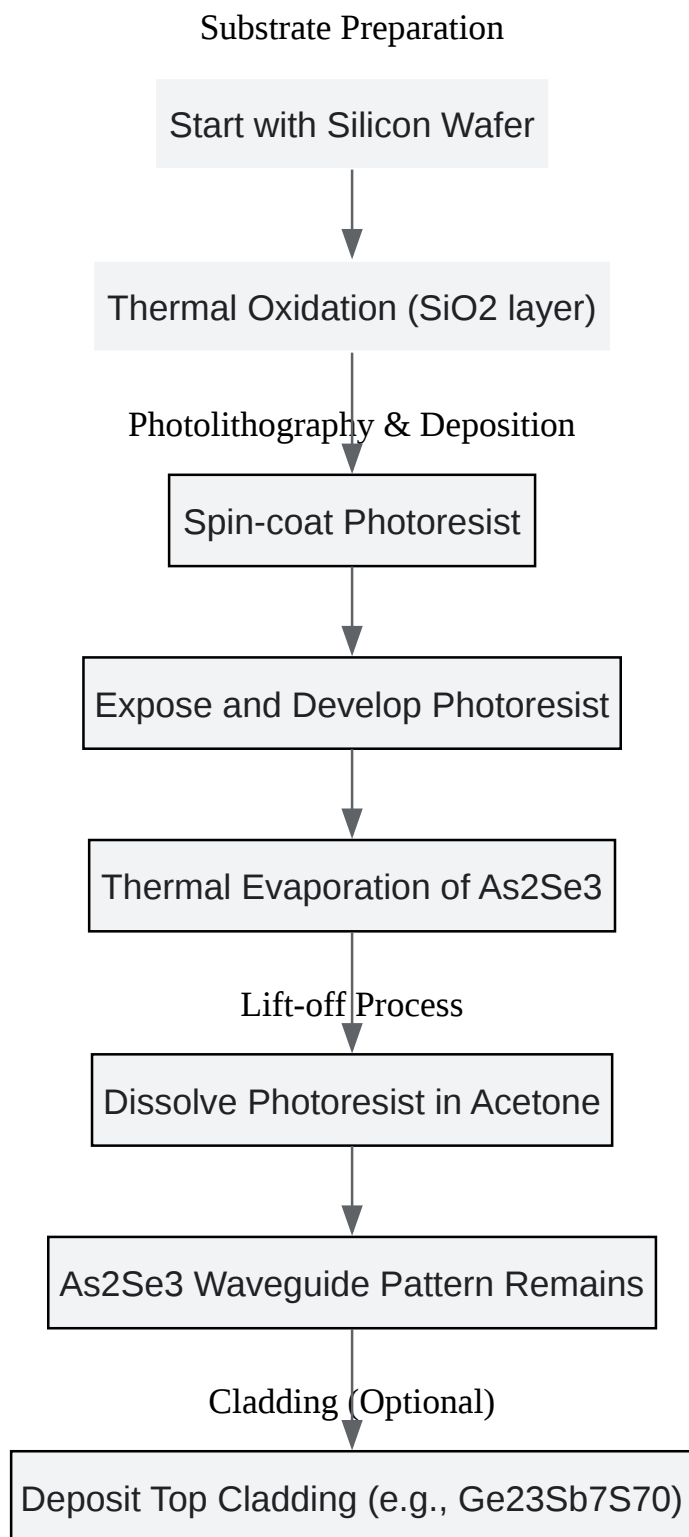 Substrate Preparation
Start with Silicon Wafer
Thermal Oxidation (SiO2 layer)
Photolithography & Deposition
Spin-coat Photoresist
Expose and Develop Photoresist
Thermal Evaporation of As2Se3
Lift-off Process
Dissolve Photoresist in Acetone
As2Se3 Waveguide Pattern Remains
Cladding (Optional)
Deposit Top Cladding (e.g., Ge23Sb7S70)